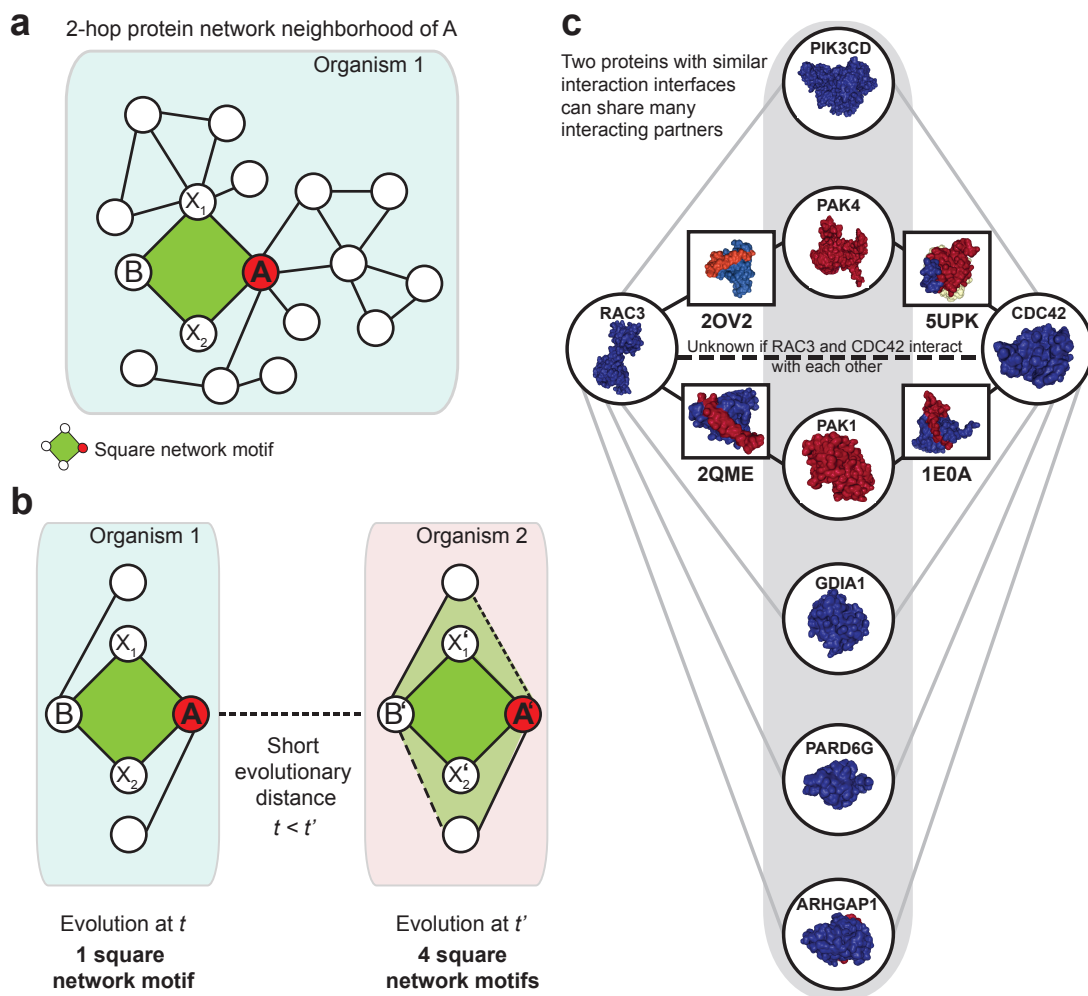 a
2-hop protein network neighborhood of A
Organism 1
X1
B
A
X2
Square network motif
b
Organism 1
X1
B
A
X2
Short
evolutionary
distance
t < t’
Organism 2
X‘1
B‘
A‘
X‘2
Evolution at t
1 square
network motif
Evolution at t’
4 square
network motifs
c
Two proteins with similar
interaction interfaces
can share many
interacting partners
PIK3CD
PAK4
2OV2
5UPK
RAC3
CDC42
Unknown if RAC3 and CDC42 interact
with each other
2QME
PAK1
1E0A
GDIA1
PARD6G
ARHGAP1